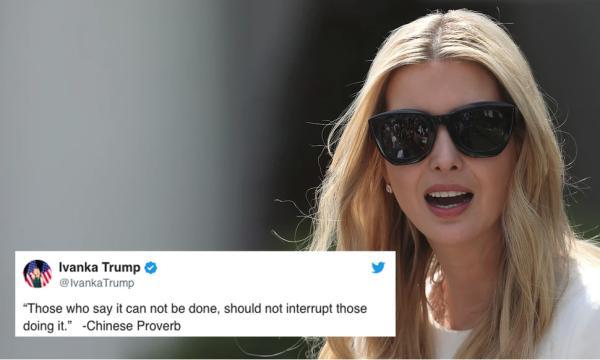 Ivanka Trump
@IvankaTrump
“Those who say it can not be done, should not interrupt those
doing it.”   -Chinese Proverb